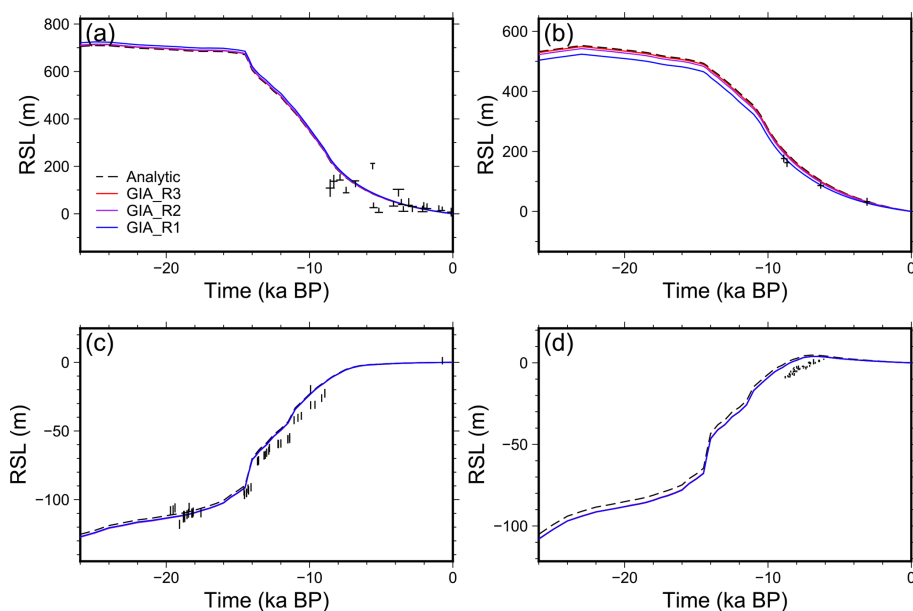 (a)
800
600
400
200
0
RSL (m)
Analytic
GIA_R3
GIA_R2
GIA_R1
−20
−10
0
Time (ka BP)
(b)
600
400
200
0
RSL (m)
−20
−10
0
Time (ka BP)
(c)
0
−50
−100
RSL (m)
−20
−10
0
Time (ka BP)
(d)
0
−50
−100
RSL (m)
−20
−10
0
Time (ka BP)